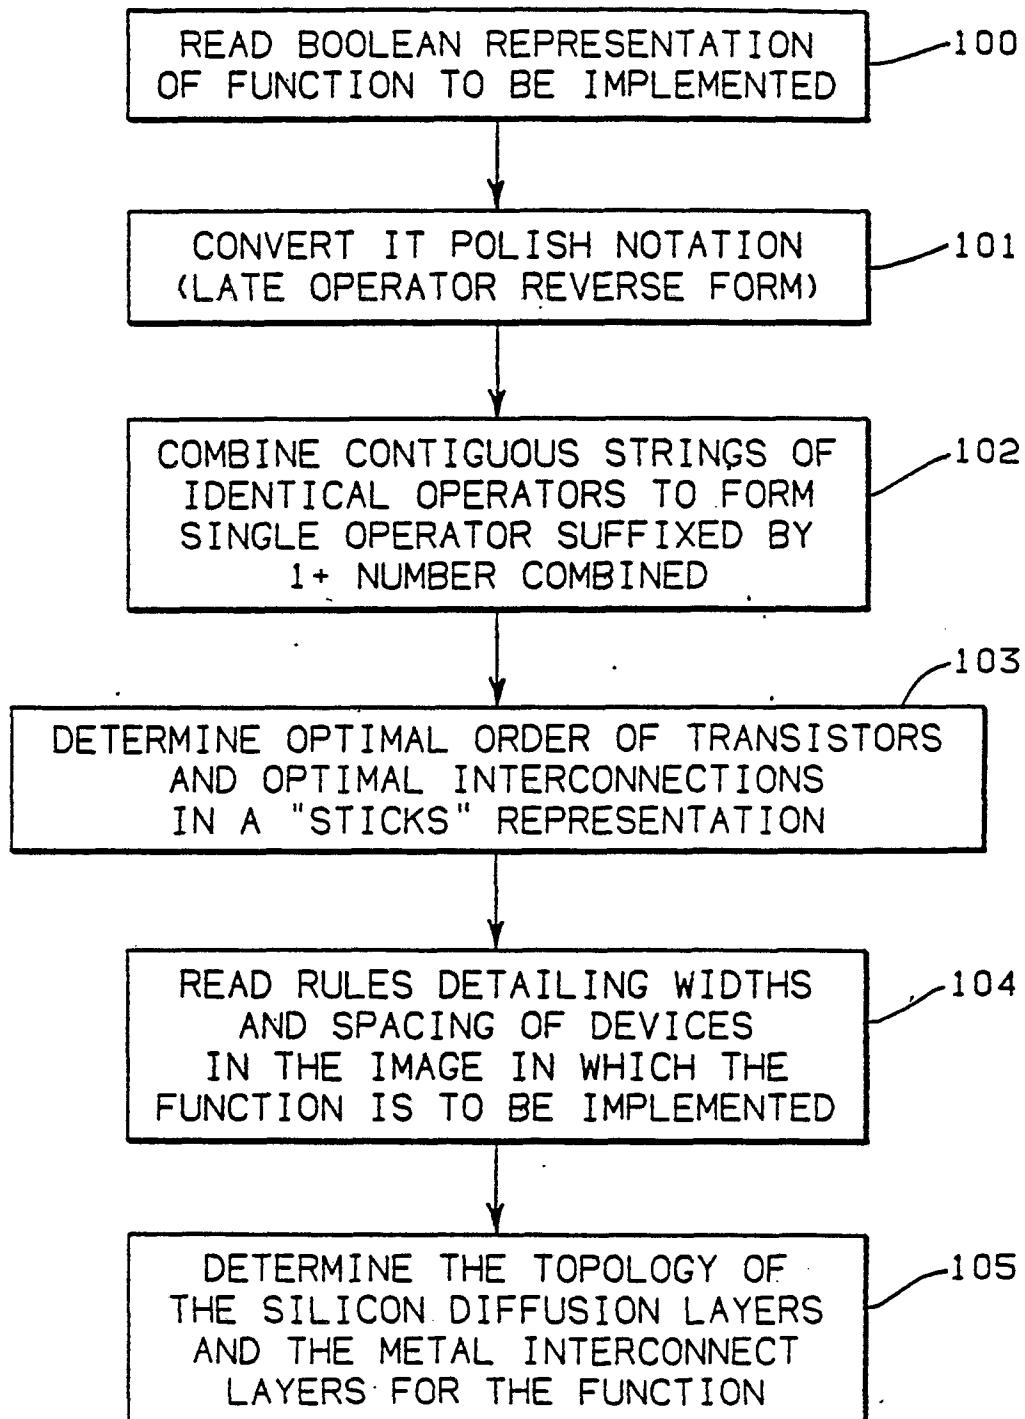 READ BOOLEAN REPRESENTATION
OF FUNCTION TO BE IMPLEMENTED
100
CONVERT IT POLISH NOTATION
(LATE OPERATOR REVERSE FORM)
101
COMBINE CONTIGUOUS STRINGS OF
IDENTICAL OPERATORS TO FORM
SINGLE OPERATOR SUFFIXED BY
1+ NUMBER COMBINED
102
103
DETERMINE OPTIMAL ORDER OF TRANSISTORS
AND OPTIMAL INTERCONNECTIONS
IN A "STICKS" REPRESENTATION
READ RULES DETAILING WIDTHS
AND SPACING OF DEVICES
IN THE IMAGE IN WHICH THE
FUNCTION IS TO BE IMPLEMENTED
104
DETERMINE THE TOPOLOGY OF
THE SILICON DIFFUSION LAYERS
AND THE METAL INTERCONNECT
LAYERS FOR THE FUNCTION
105